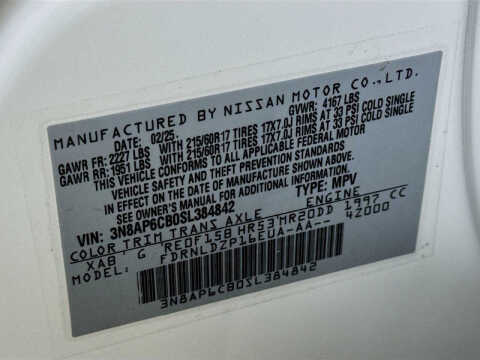 MANUFACTURED BY NISSAN MOTOR CO., LTD.
DATE: 02/25 GVWR: 4167 LBS
GAWR FR: 2227 LBS WITH 215/60R17 TIRES 17X7.0J RIMS AT 33 PSI COLD SINGLE
GAWR RR: 1951 LBS WITH 215/60R17 TIRES 17X7.0J RIMS AT 33 PSI COLD SINGLE
THIS VEHICLE CONFORMS TO ALL APPLICABLE FEDERAL MOTOR
VEHICLE SAFETY AND THEFT PREVENTION STANDARDS
IN EFFECT ON THE DATE OF MANUFACTURE SHOWN ABOVE.
SEE OWNER'S MANUAL FOR ADDITIONAL INFORMATION
VIN: 3N8AP6CB0SL384842 TYPE: MPV
COLOR TRIM TRANS AXLE ENGINE
XAB G RE0F15B HR53 MR20DD 1997 CC
MODEL: FDRNLDZP16EUA-AA-- 4Z000
3N8AP6CB0SL384842